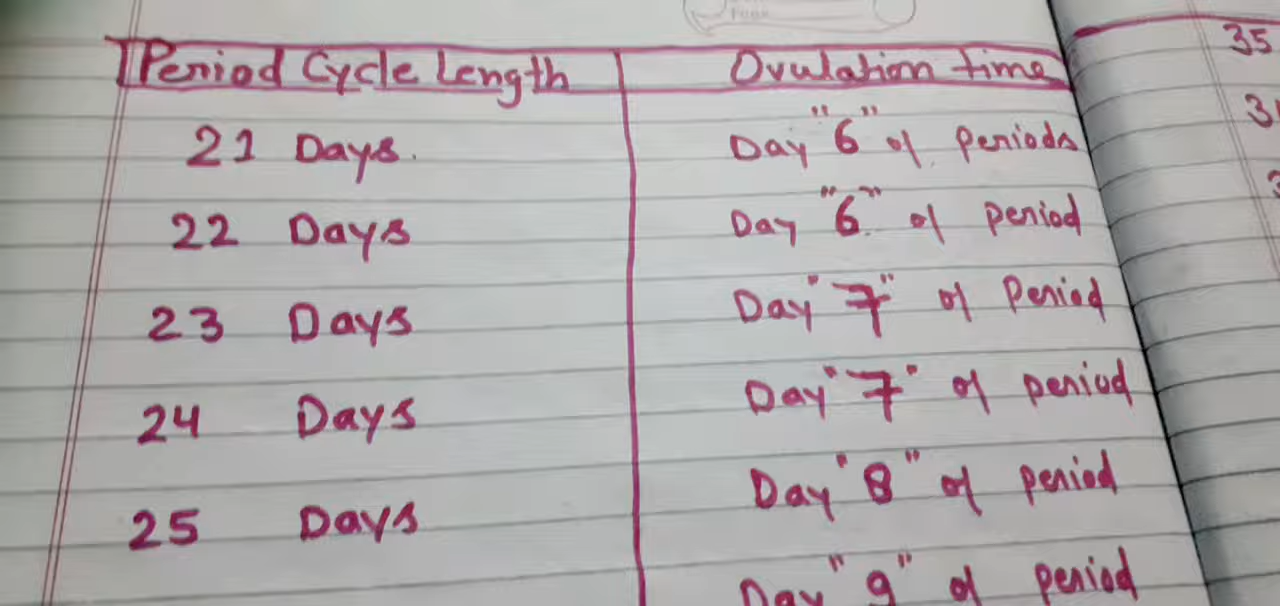 Period Cycle Length Ovulation time
21 Days. Day "6" of periods
22 Days Day "6" of period
23 Days Day "7" of Period
24 Days Day "7" of period
25 Days Day "8" of period
Day "9" of period
35